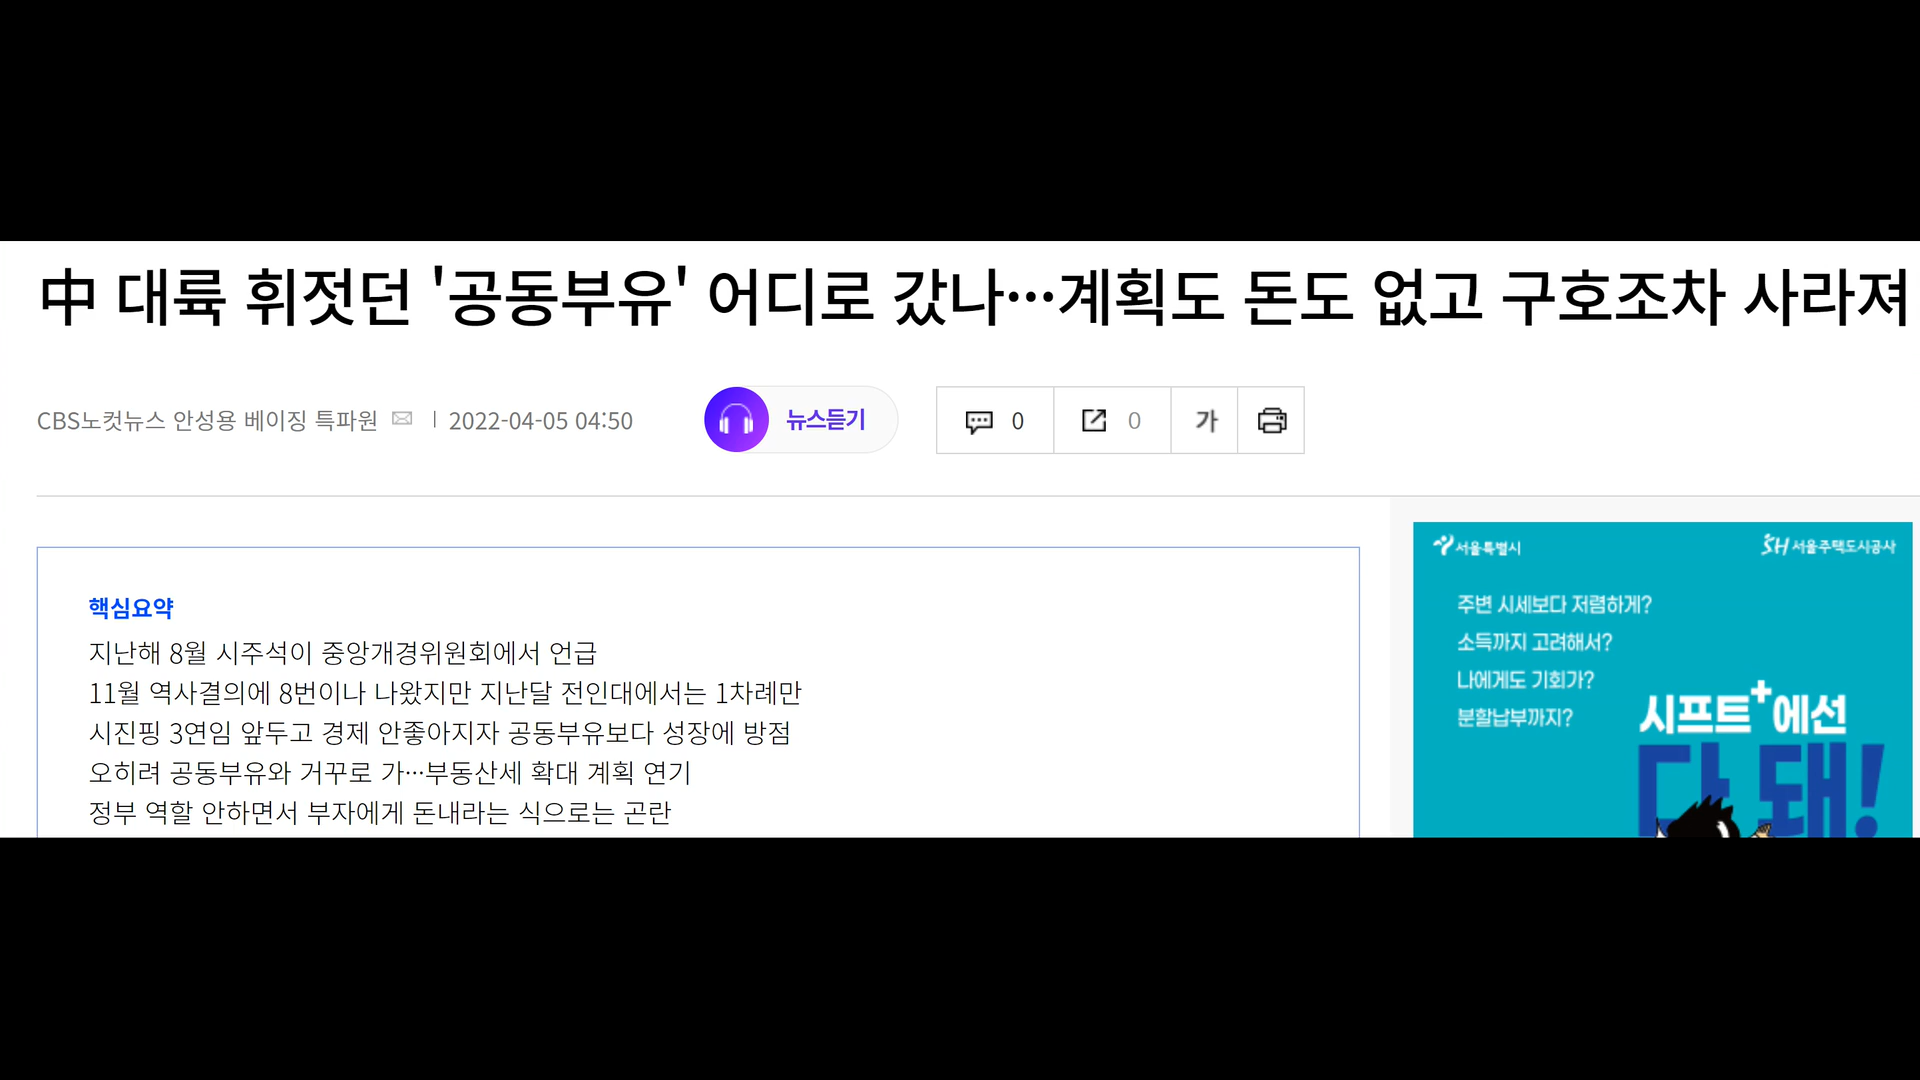 中 대륙 휘젓던 '공동부유' 어디로 갔나…계획도 돈도 없고 구호조차 사라져
CBS노컷뉴스 안성용 베이징 특파원 2022-04-05 04:50
뉴스듣기
0
0
가
핵심요약
지난해 8월 시주석이 중앙개경위원회에서 언급
11월 역사결의에 8번이나 나왔지만 지난달 전인대에서는 1차례만
시진핑 3연임 앞두고 경제 안좋아지자 공동부유보다 성장에 방점
오히려 공동부유와 거꾸로 가…부동산세 확대 계획 연기
정부 역할 안하면서 부자에게 돈내라는 식으로는 곤란
서울특별시
SH 서울주택도시공사
주변 시세보다 저렴하게?
소득까지 고려해서?
나에게도 기회가?
분할납부까지?
시프트+에선
다 돼!